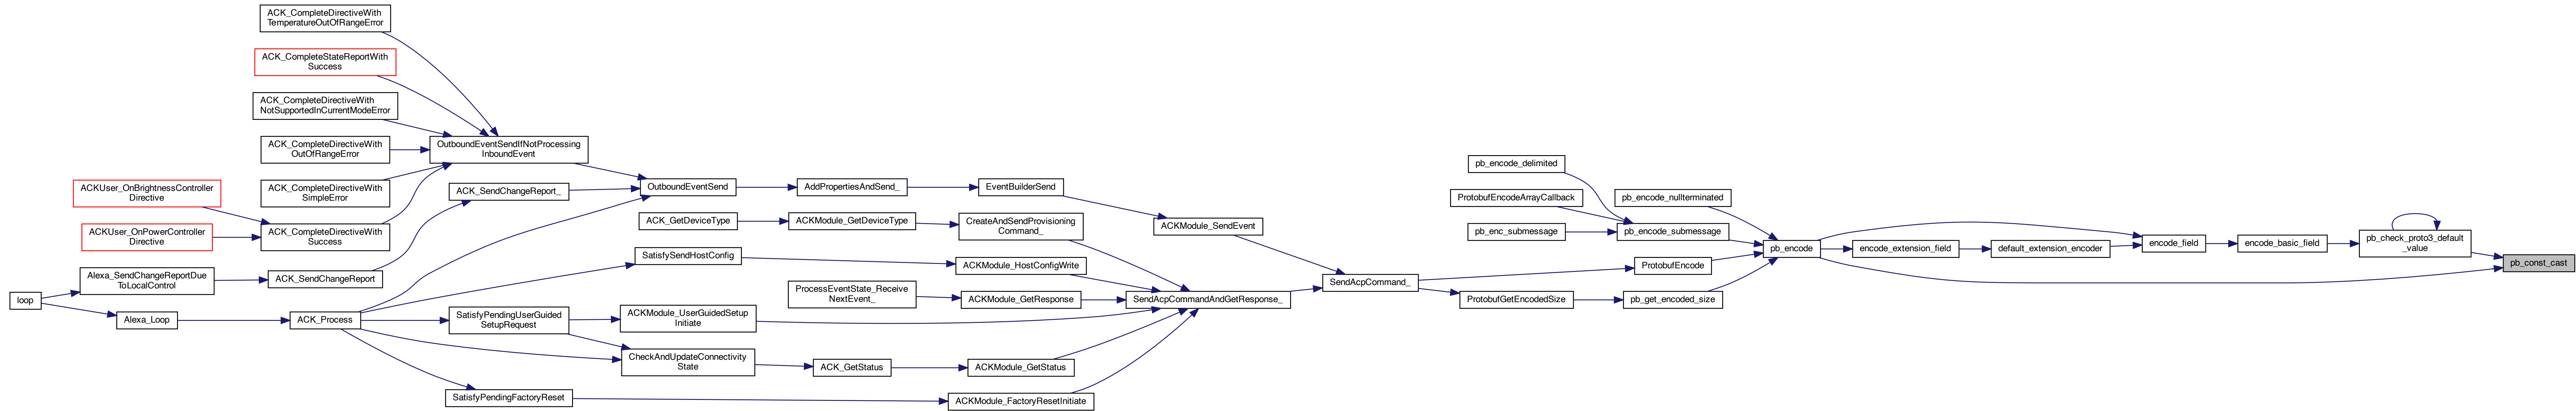 ACK_CompleteDirectiveWith
TemperatureOutOfRangeError
ACK_CompleteStateReportWith
Success
ACK_CompleteDirectiveWith
NotSupportedInCurrentModeError
ACK_CompleteDirectiveWith
OutOfRangeError
ACK_CompleteDirectiveWith
SimpleError
ACK_CompleteDirectiveWith
Success
ACKUser_OnBrightnessController
Directive
ACKUser_OnPowerController
Directive
Alexa_SendChangeReportDue
ToLocalControl
ACK_SendChangeReport
loop
Alexa_Loop
ACK_Process
OutboundEventSendIfNotProcessing
InboundEvent
ACK_SendChangeReport_
SatisfyPendingUserGuided
SetupRequest
SatisfyPendingFactoryReset
OutboundEventSend
ACK_GetDeviceType
SatisfySendHostConfig
ACKModule_UserGuidedSetup
Initiate
CheckAndUpdateConnectivity
State
AddPropertiesAndSend_
ACKModule_GetDeviceType
ProcessEventState_Receive
NextEvent_
ACK_GetStatus
EventBuilderSend
CreateAndSendProvisioning
Command_
ACKModule_HostConfigWrite
ACKModule_GetResponse
ACKModule_GetStatus
ACKModule_FactoryResetInitiate
ACKModule_SendEvent
SendAcpCommandAndGetResponse_
SendAcpCommand_
pb_encode_delimited
ProtobufEncodeArrayCallback
pb_enc_submessage
ProtobufGetEncodedSize
pb_encode_nullterminated
pb_encode_submessage
ProtobufEncode
pb_get_encoded_size
pb_encode
encode_extension_field
default_extension_encoder
encode_field
encode_basic_field
pb_check_proto3_default
_value
pb_const_cast